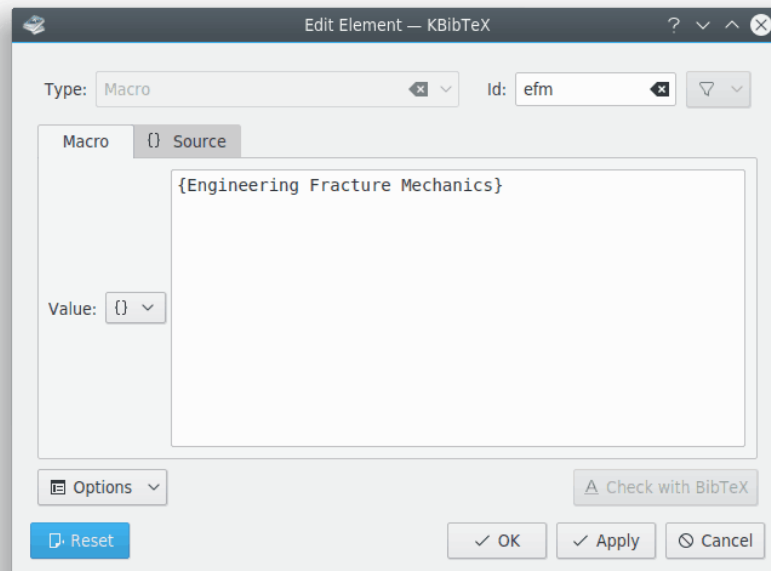 Edit Element — KBibTeX
Type: Macro Id: efm
Macro {} Source
{Engineering Fracture Mechanics}
Value: {}
Options Check with BibTeX
Reset OK Apply Cancel